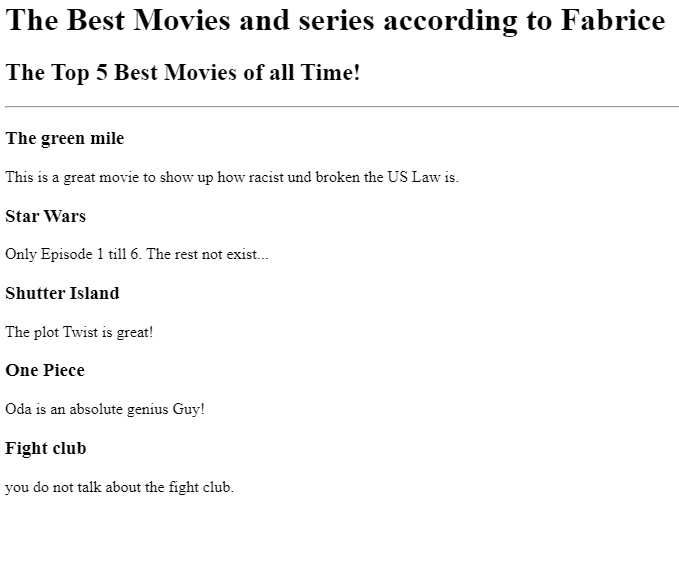 The Best Movies and series according to Fabrice
The Top 5 Best Movies of all Time!
The green mile
This is a great movie to show up how racist und broken the US Law is.
Star Wars
Only Episode 1 till 6. The rest not exist...
Shutter Island
The plot Twist is great!
One Piece
Oda is an absolute genius Guy!
Fight club
you do not talk about the fight club.